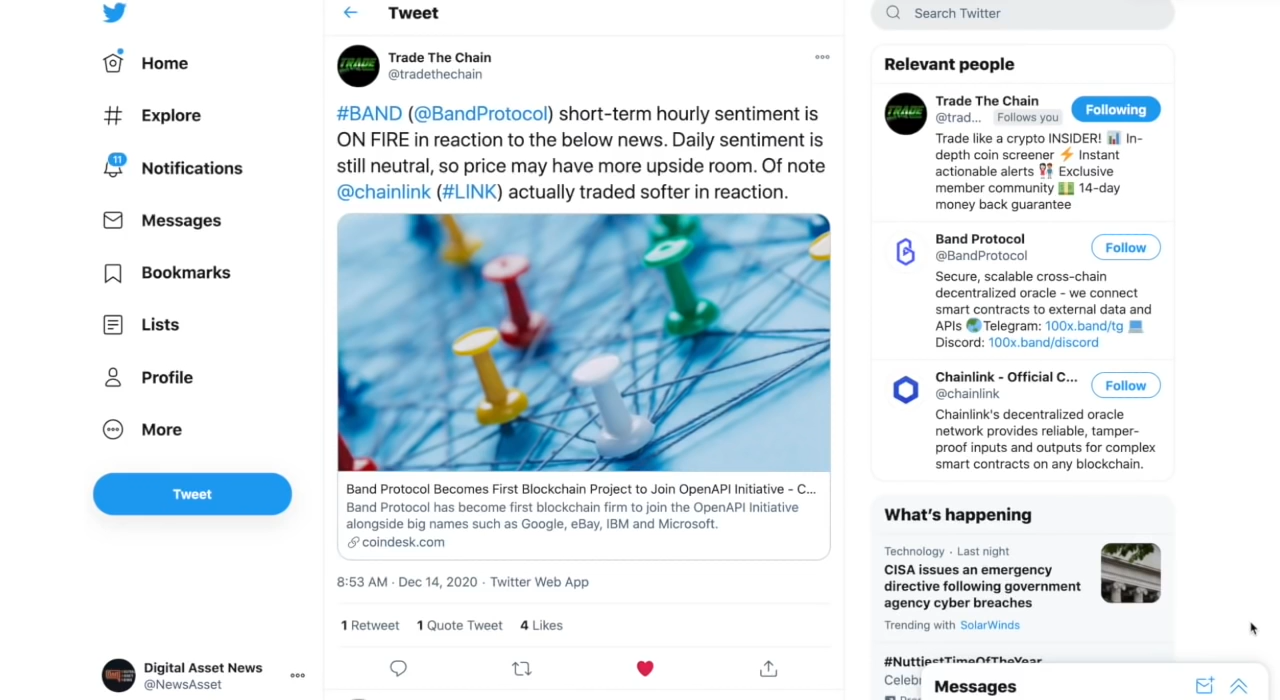 Home
Explore
11
Notifications
Messages
Bookmarks
Lists
Profile
More
Tweet
Digital Asset News
@NewsAsset
Tweet
TRADE
Trade The Chain
@tradethechain
#BAND (@BandProtocol) short-term hourly sentiment is
ON FIRE in reaction to the below news. Daily sentiment is
still neutral, so price may have more upside room. Of note
@chainlink (#LINK) actually traded softer in reaction.
Band Protocol Becomes First Blockchain Project to Join OpenAPI Initiative - C...
Band Protocol has become first blockchain firm to join the OpenAPI Initiative
alongside big names such as Google, eBay, IBM and Microsoft.
coindesk.com
8:53 AM · Dec 14, 2020 · Twitter Web App
1 Retweet 1 Quote Tweet 4 Likes
Search Twitter
Relevant people
TRADE
Trade The Chain
@trad... Follows you
Following
Trade like a crypto INSIDER! 📊 In-
depth coin screener ⚡ Instant
actionable alerts 👫 Exclusive
member community 💵 14-day
money back guarantee
Band Protocol
@BandProtocol
Follow
Secure, scalable cross-chain
decentralized oracle - we connect
smart contracts to external data and
APIs 🌏Telegram: 100x.band/tg 💻
Discord: 100x.band/discord
Chainlink - Official C...
@chainlink
Follow
Chainlink's decentralized oracle
network provides reliable, tamper-
proof inputs and outputs for complex
smart contracts on any blockchain.
What's happening
Technology · Last night
CISA issues an emergency
directive following government
agency cyber breaches
Trending with SolarWinds
#NuttiestTimeOfTheYear
Messages